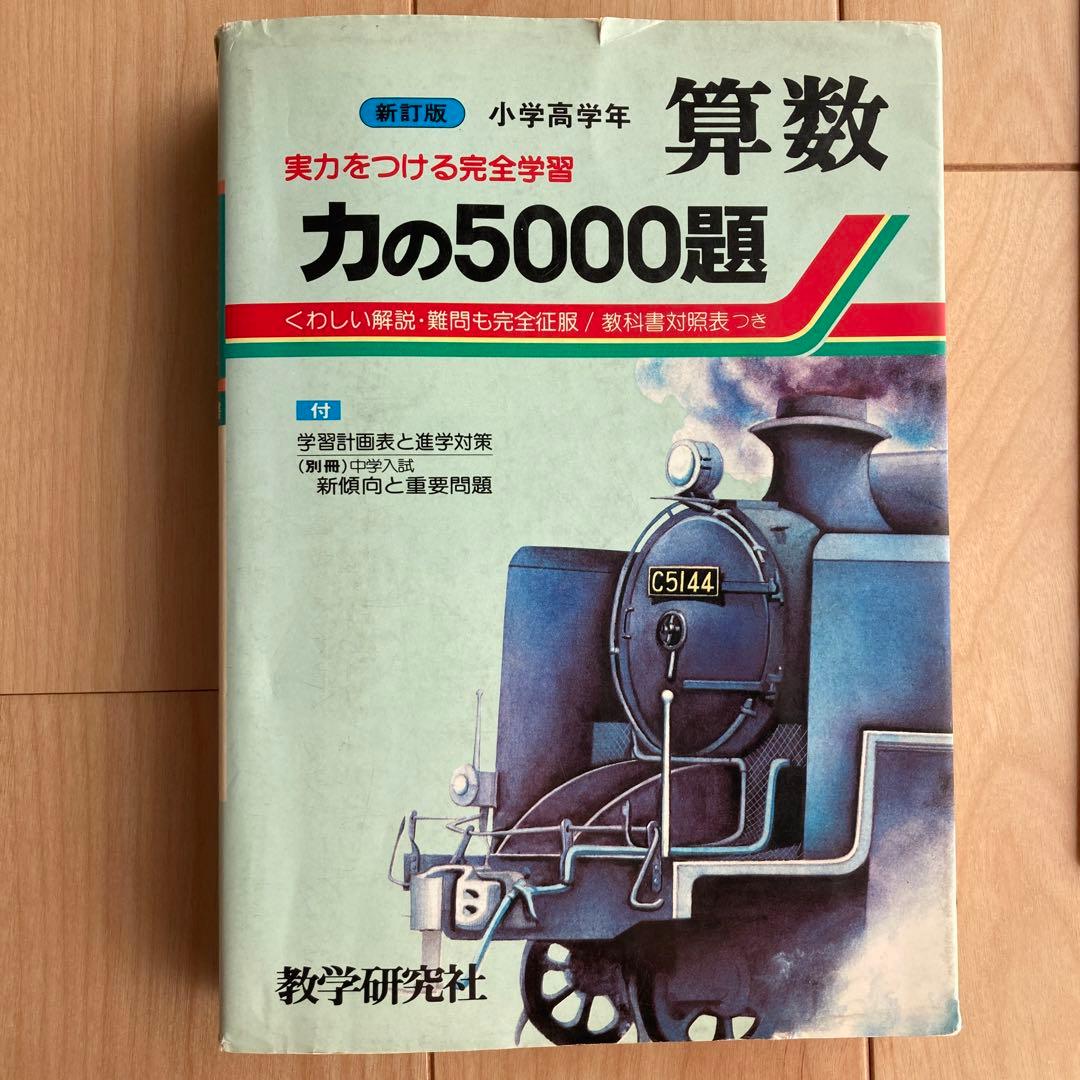 新訂版 小学高学年 算数
実力をつける完全学習
力の5000題
くわしい解説・難問も完全征服/教科書対照表つき
付
学習計画表と進学対策
(別冊)中学入試
新傾向と重要問題
C5144
教学研究社